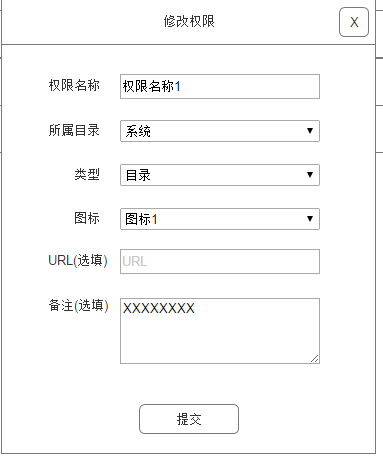 修改权限 X
权限名称 权限名称1
所属目录 系统
类型 目录
图标 图标1
URL(选填) URL
备注(选填) XXXXXXXX
提交